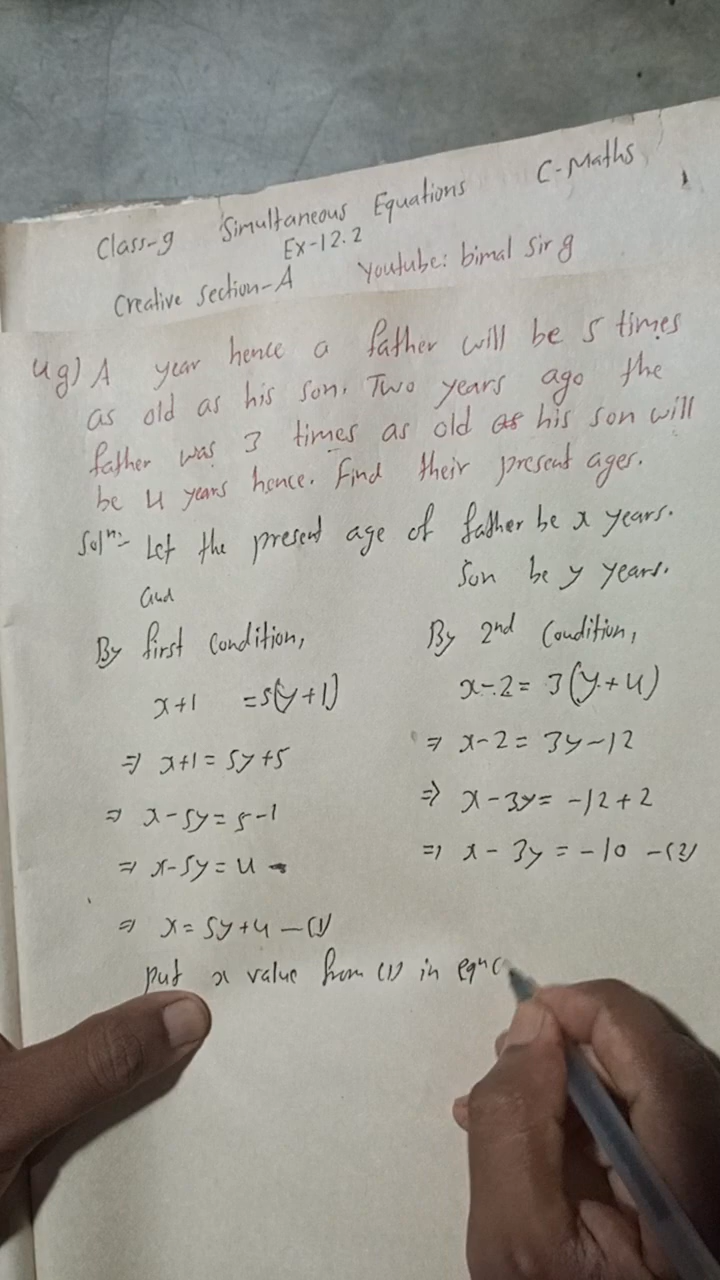 Class-9 Simultaneous Equations C-Maths
Ex-12.2
Creative Section-A Youtube: bimal Sir g
4g) A year hence a father will be 5 times
as old as his son. Two years ago the
father was 3 times as old as his son will
be 4 years hence. Find their present ages.
Solⁿ:- Let the present age of father be x years.
and Son be y years.
By first Condition,
x+1 =5(y+1)
⇒ x+1=5y+5
⇒ x-5y=5-1
⇒ x-5y=4
⇒ x=5y+4 -(1)
By 2nd Condition,
x-2= 3(y+4)
⇒ x-2= 3y-12
⇒ x-3y= -12+2
⇒ x-3y=-10 -(2)
put x value from (1) in eqⁿ(